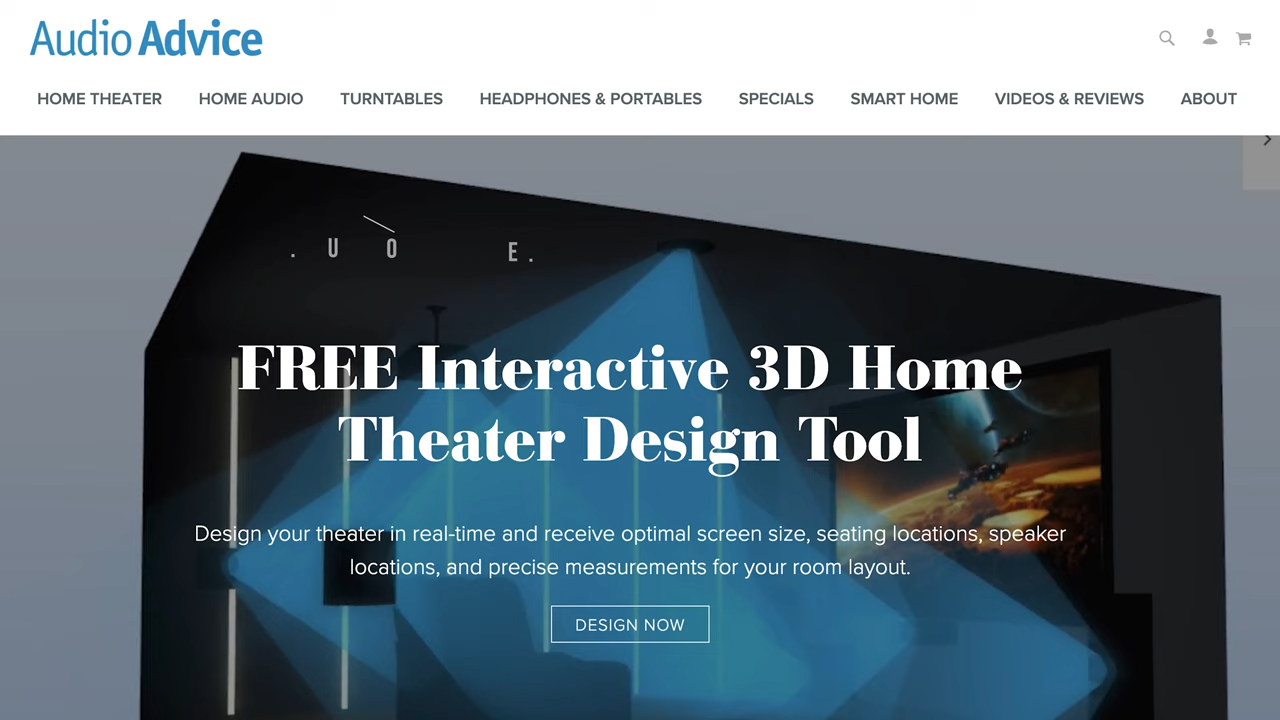 Audio Advice
HOME THEATER HOME AUDIO TURNTABLES HEADPHONES & PORTABLES SPECIALS SMART HOME VIDEOS & REVIEWS ABOUT
. U O E .
FREE Interactive 3D Home
Theater Design Tool
Design your theater in real-time and receive optimal screen size, seating locations, speaker
locations, and precise measurements for your room layout.
DESIGN NOW